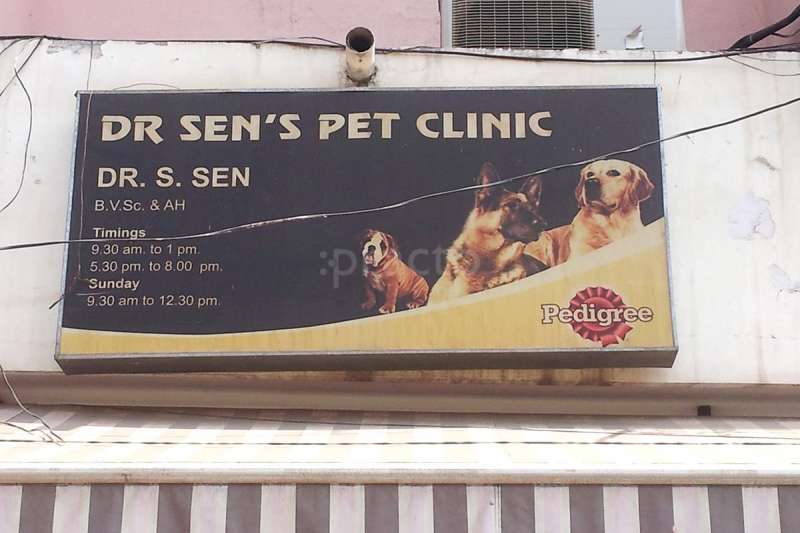 DR SEN'S PET CLINIC
DR. S. SEN
B.V.Sc. & AH
Timings
9.30 am. to 1 pm.
5.30 pm. to 8.00 pm.
Sunday
9.30 am to 12.30 pm.
:practo
Pedigree